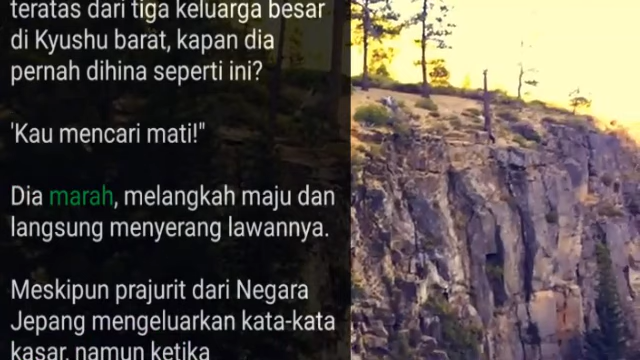 teratas dari tiga keluarga besar
di Kyushu barat, kapan dia
pernah dihina seperti ini?
'Kau mencari mati!"
Dia marah, melangkah maju dan
langsung menyerang lawannya.
Meskipun prajurit dari Negara
Jepang mengeluarkan kata-kata
kasar, namun ketika